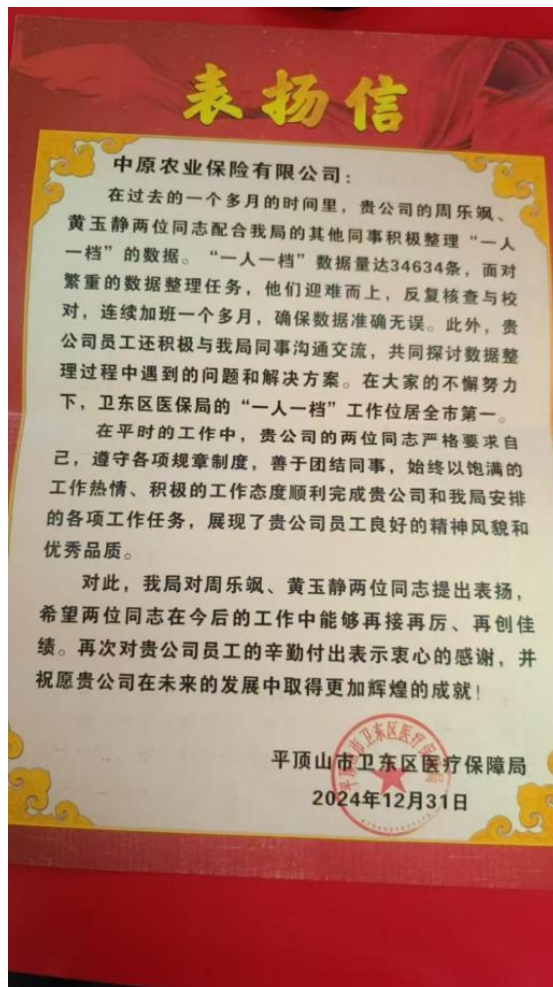 表扬信
中原农业保险有限公司：
在过去的一个多月的时间里，贵公司的周乐飒、
黄玉静两位同志配合我局的其他同事积极整理“一人
一档”的数据。“一人一档”数据量达34634条，面对
繁重的数据整理任务，他们迎难而上，反复核查与校
对，连续加班一个多月，确保数据准确无误。此外，贵
公司员工还积极与我局同事沟通交流，共同探讨数据整
理过程中遇到的问题和解决方案。在大家的不懈努力
下，卫东区医保局的“一人一档”工作位居全市第一。
在平时的工作中，贵公司的两位同志严格要求自
己，遵守各项规章制度，善于团结同事，始终以饱满的
工作热情、积极的工作态度顺利完成贵公司和我局安排
的各项工作任务，展现了贵公司员工良好的精神风貌和
优秀品质。
对此，我局对周乐飒、黄玉静两位同志提出表扬，
希望两位同志在今后的工作中能够再接再厉、再创佳
绩。再次对贵公司员工的辛勤付出表示衷心的感谢，并
祝愿贵公司在未来的发展中取得更加辉煌的成就！
平顶山市卫东区医疗保障局
平顶山市卫东区医疗保障局
2024年12月31日